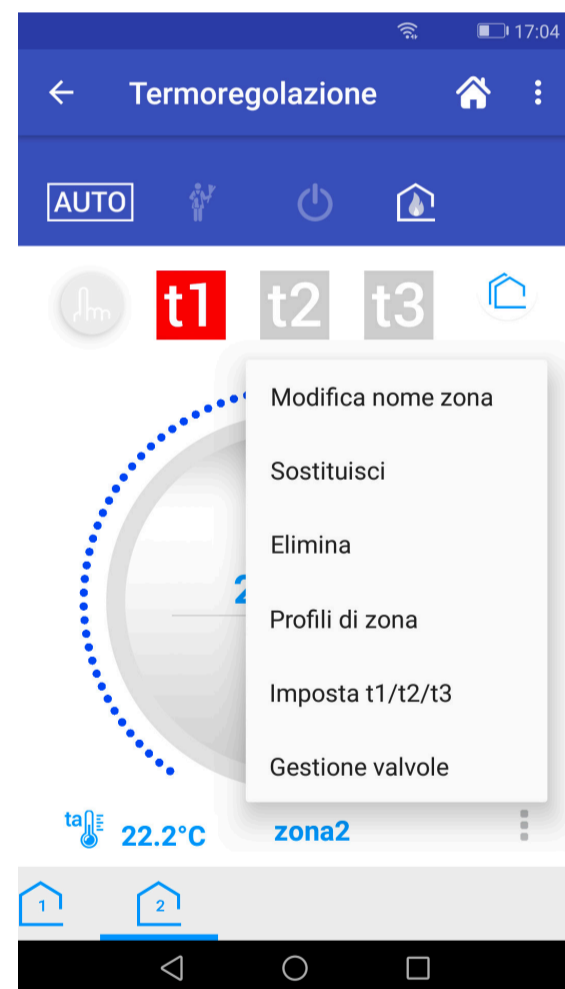 17:04
Termoregolazione
AUTO
t1 t2 t3
Modifica nome zona
Sostituisci
Elimina
2
Profili di zona
Imposta t1/t2/t3
Gestione valvole
ta 22.2°C zona2
1 2